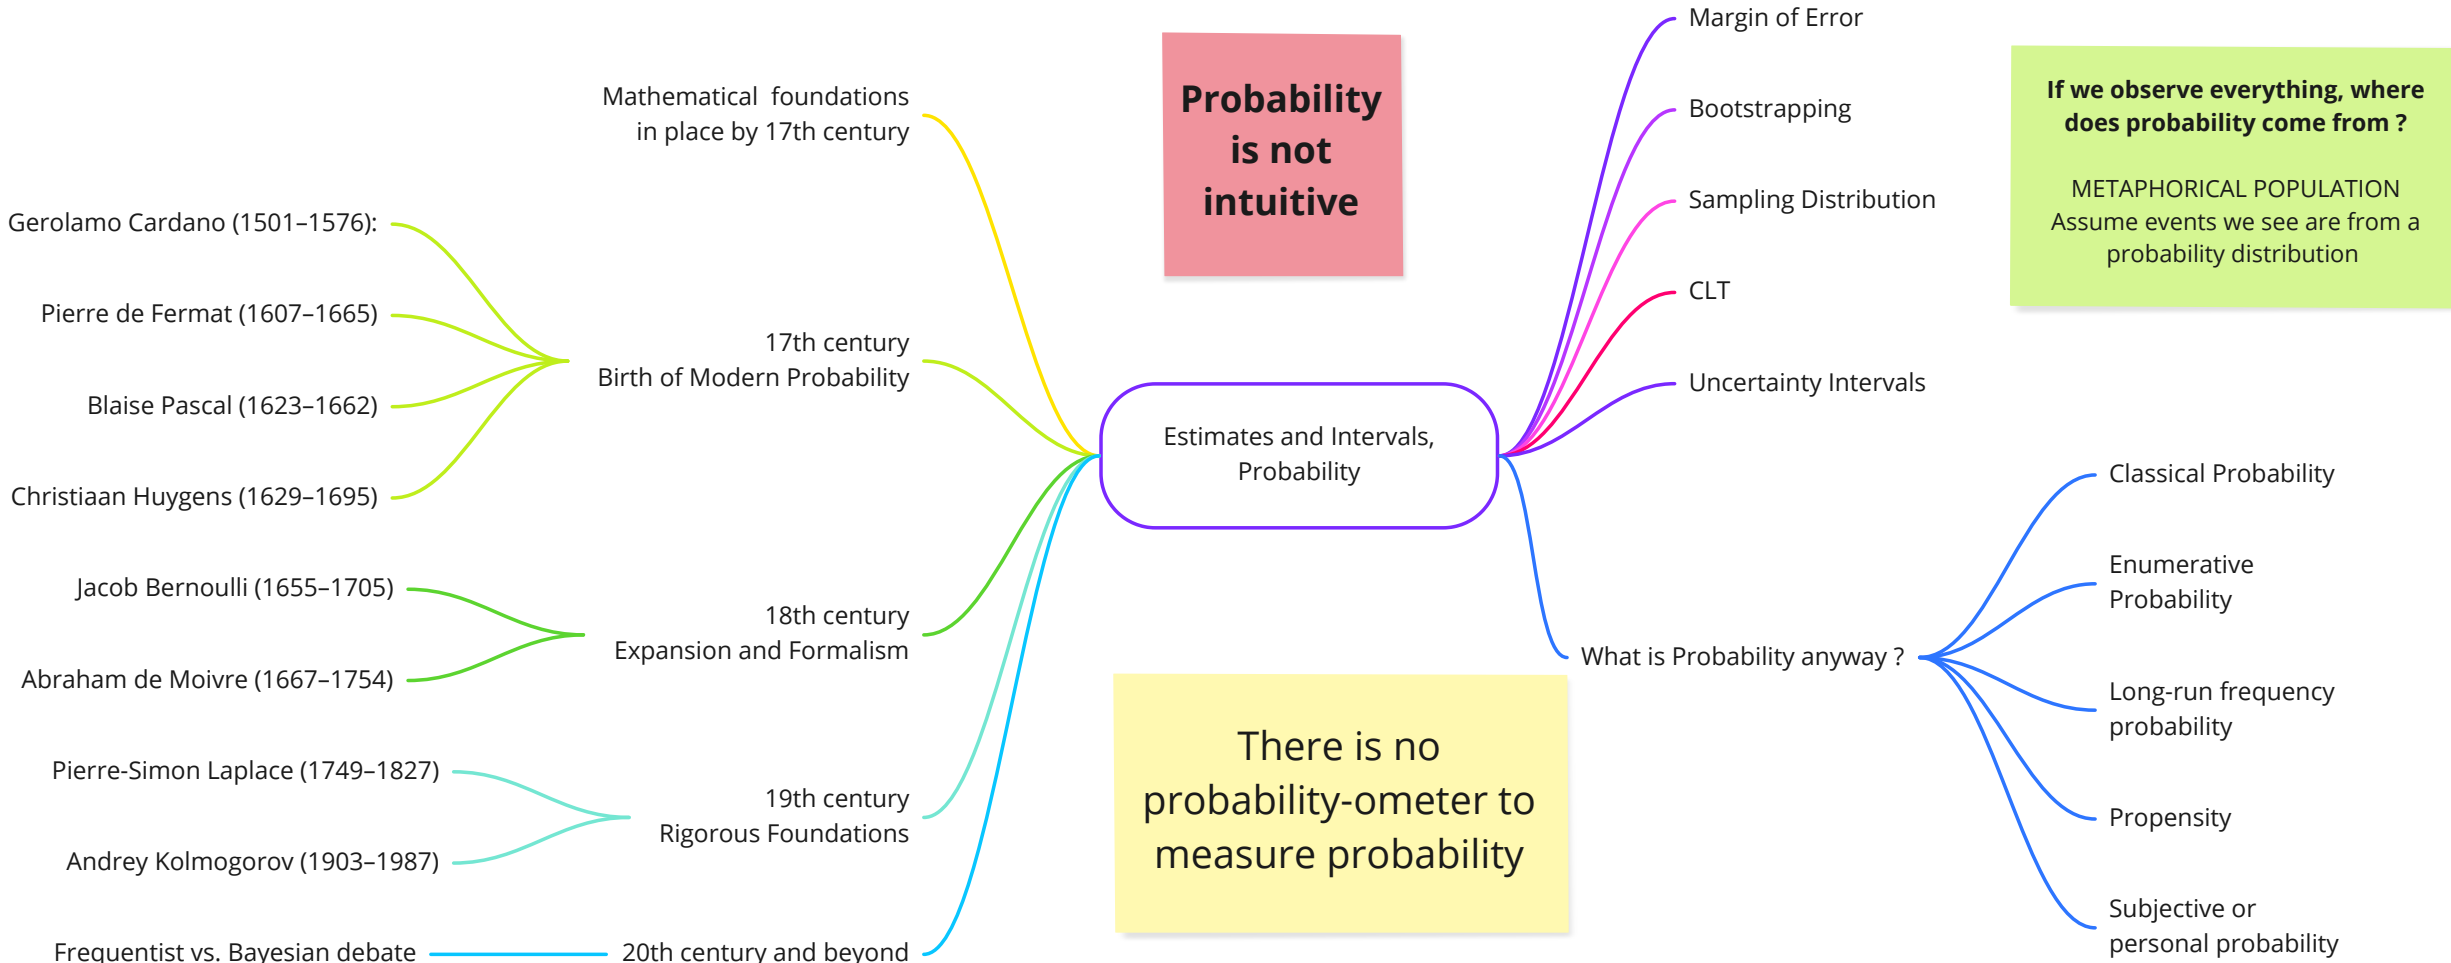 Mathematical  foundations
in place by 17th century
Gerolamo Cardano (1501–1576):
Pierre de Fermat (1607–1665)
Blaise Pascal (1623–1662)
Christiaan Huygens (1629–1695)
17th century
Birth of Modern Probability
Jacob Bernoulli (1655–1705)
Abraham de Moivre (1667–1754)
18th century
Expansion and Formalism
Pierre-Simon Laplace (1749–1827)
Andrey Kolmogorov (1903–1987)
19th century
Rigorous Foundations
Frequentist vs. Bayesian debate
20th century and beyond
Probability
is not
intuitive
Estimates and Intervals,
Probability
There is no
probability-ometer to
measure probability
Margin of Error
Bootstrapping
Sampling Distribution
CLT
Uncertainty Intervals
What is Probability anyway ?
Classical Probability
Enumerative
Probability
Long-run frequency
probability
Propensity
Subjective or
personal probability
If we observe everything, where
does probability come from ?
METAPHORICAL POPULATION
Assume events we see are from a
probability distribution